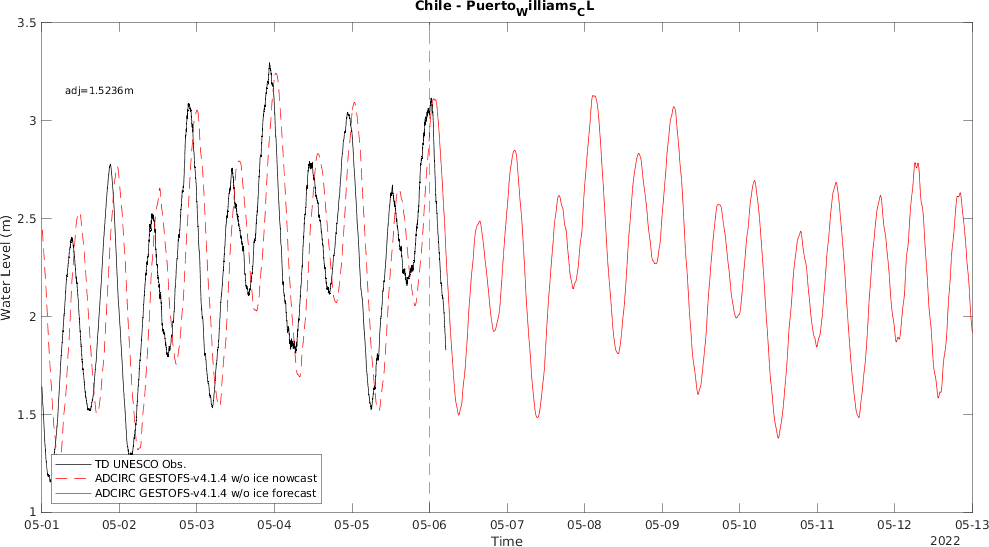 Chile - Puerto_Williams_CL
3.5
adj=1.5236m
3
2.5
Water Level (m)
2
1.5
TD UNESCO Obs.
ADCIRC GESTOFS-v4.1.4 w/o ice nowcast
ADCIRC GESTOFS-v4.1.4 w/o ice forecast
1
05-01 05-02 05-03 05-04 05-05 05-06 05-07 05-08 05-09 05-10 05-11 05-12 05-13
Time
2022